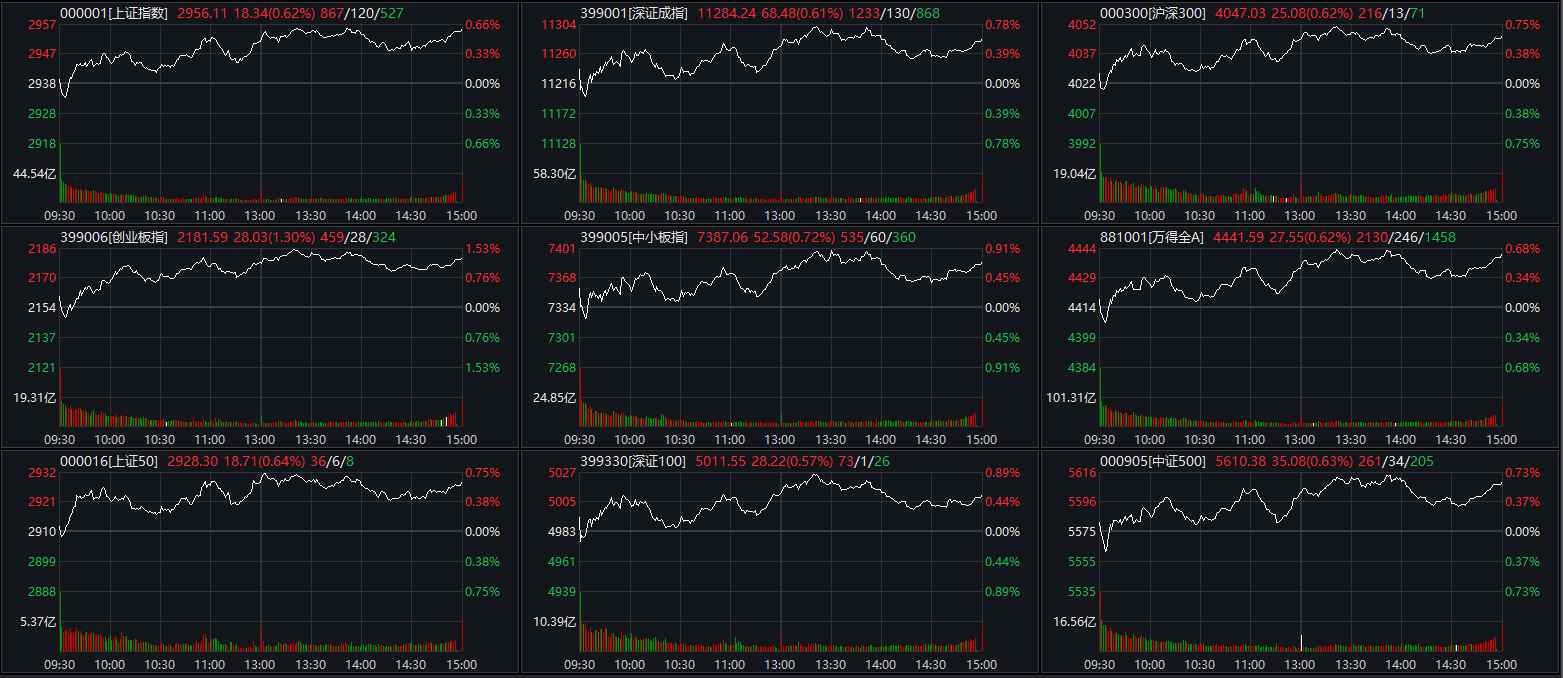 000001[上证指数] 2956.11 18.34(0.62%) 867/120/527
2957 0.66%
2947 0.33%
2938 0.00%
2928 0.33%
2918 0.66%
44.54亿
09:30 10:00 10:30 11:00 13:00 13:30 14:00 14:30 15:00
399001[深证成指] 11284.24 68.48(0.61%) 1233/130/868
11304 0.78%
11260 0.39%
11216 0.00%
11172 0.39%
11128 0.78%
58.30亿
09:30 10:00 10:30 11:00 13:00 13:30 14:00 14:30 15:00
000300[沪深300] 4047.03 25.08(0.62%) 216/13/71
4052 0.75%
4037 0.38%
4022 0.00%
4007 0.38%
3992 0.75%
19.04亿
09:30 10:00 10:30 11:00 13:00 13:30 14:00 14:30 15:00
399006[创业板指] 2181.59 28.03(1.30%) 459/28/324
2186 1.53%
2170 0.76%
2154 0.00%
2137 0.76%
2121 1.53%
19.31亿
09:30 10:00 10:30 11:00 13:00 13:30 14:00 14:30 15:00
399005[中小板指] 7387.06 52.58(0.72%) 535/60/360
7401 0.91%
7368 0.45%
7334 0.00%
7301 0.45%
7268 0.91%
24.85亿
09:30 10:00 10:30 11:00 13:00 13:30 14:00 14:30 15:00
881001[万得全A] 4441.59 27.55(0.62%) 2130/246/1458
4444 0.68%
4429 0.34%
4414 0.00%
4399 0.34%
4384 0.68%
101.31亿
09:30 10:00 10:30 11:00 13:00 13:30 14:00 14:30 15:00
000016[上证50] 2928.30 18.71(0.64%) 36/6/8
2932 0.75%
2921 0.38%
2910 0.00%
2899 0.38%
2888 0.75%
5.37亿
09:30 10:00 10:30 11:00 13:00 13:30 14:00 14:30 15:00
399330[深证100] 5011.55 28.22(0.57%) 73/1/26
5027 0.89%
5005 0.44%
4983 0.00%
4961 0.44%
4939 0.89%
10.39亿
09:30 10:00 10:30 11:00 13:00 13:30 14:00 14:30 15:00
000905[中证500] 5610.38 35.08(0.63%) 261/34/205
5616 0.73%
5596 0.37%
5575 0.00%
5555 0.37%
5535 0.73%
16.56亿
09:30 10:00 10:30 11:00 13:00 13:30 14:00 14:30 15:00